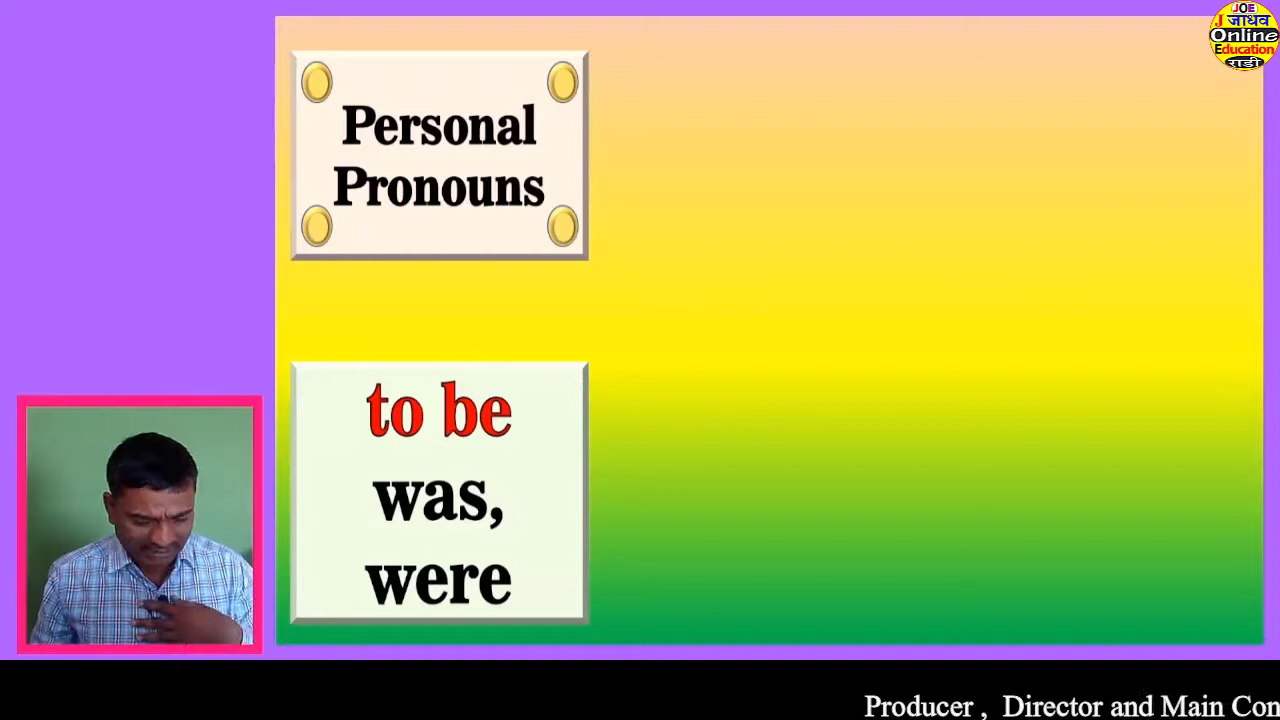 JOE
J जाधव
Online
Education
राडी
Personal
Pronouns
to be
was,
were
Producer , Director and Main Con